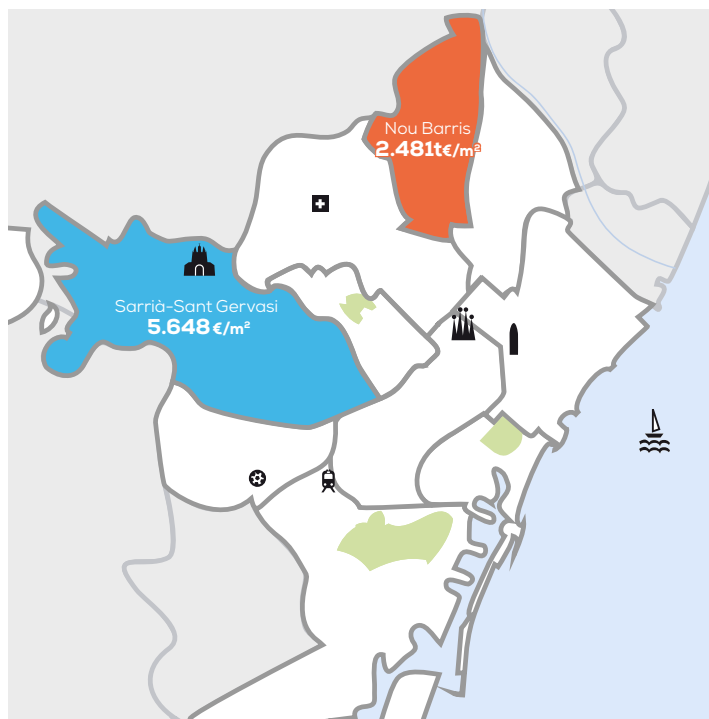 Nou Barris
2.481t€/m²
Sarrià-Sant Gervasi
5.648 €/m²